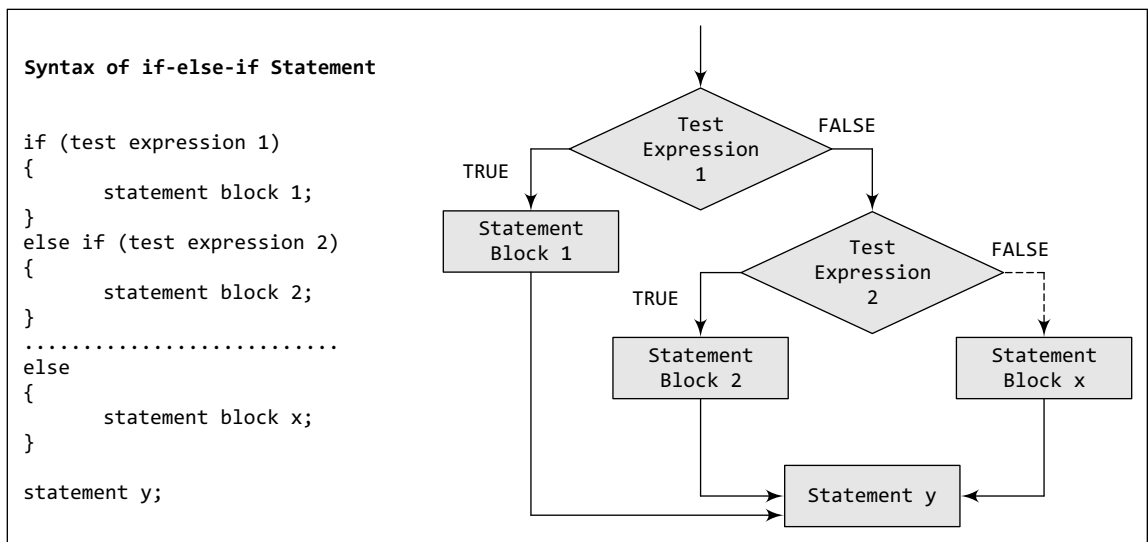 Syntax of if-else-if Statement
if (test expression 1)
{
statement block 1;
}
else if (test expression 2)
{
statement block 2;
}
...........................
else
{
statement block x;
}
statement y;
Test
Expression
1
TRUE
FALSE
Statement
Block 1
Test
Expression
2
TRUE
FALSE
Statement
Block 2
Statement
Block x
Statement y